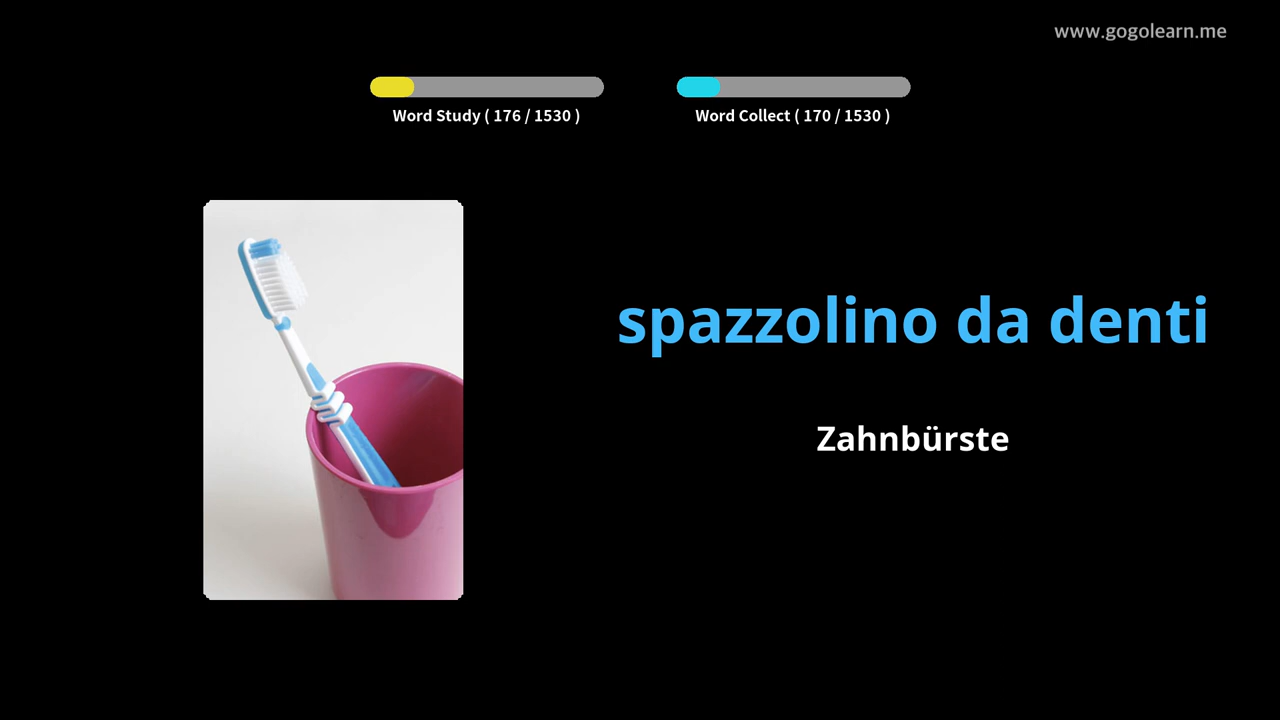 www.gogolearn.me
Word Study ( 176 / 1530 )
Word Collect ( 170 / 1530 )
spazzolino da denti
Zahnbürste